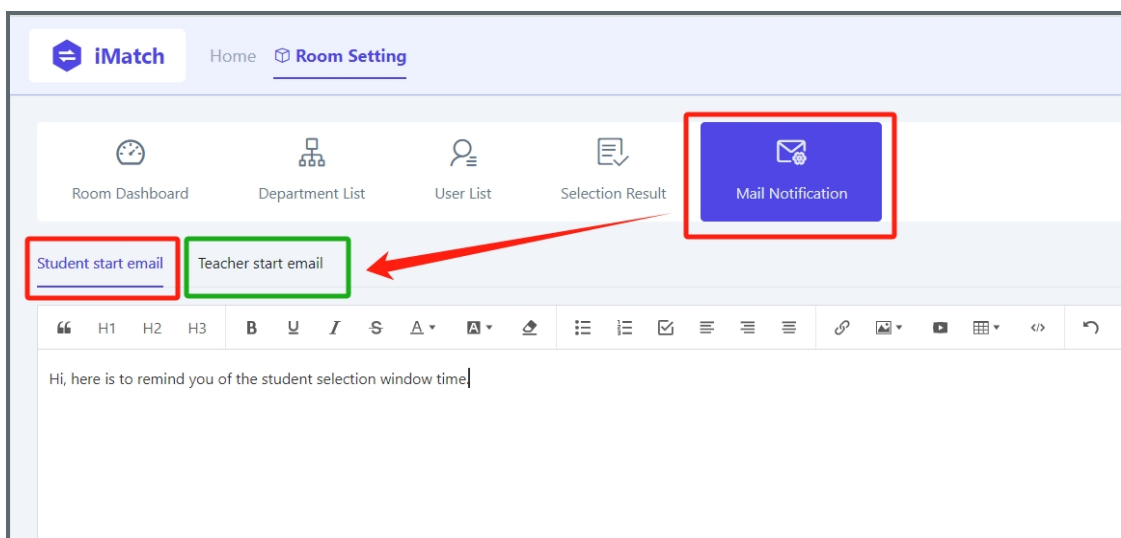 iMatch Home Room Setting
Room Dashboard Department List User List Selection Result Mail Notification
Student start email Teacher start email
H1 H2 H3 B U I S A A
Hi, here is to remind you of the student selection window time.